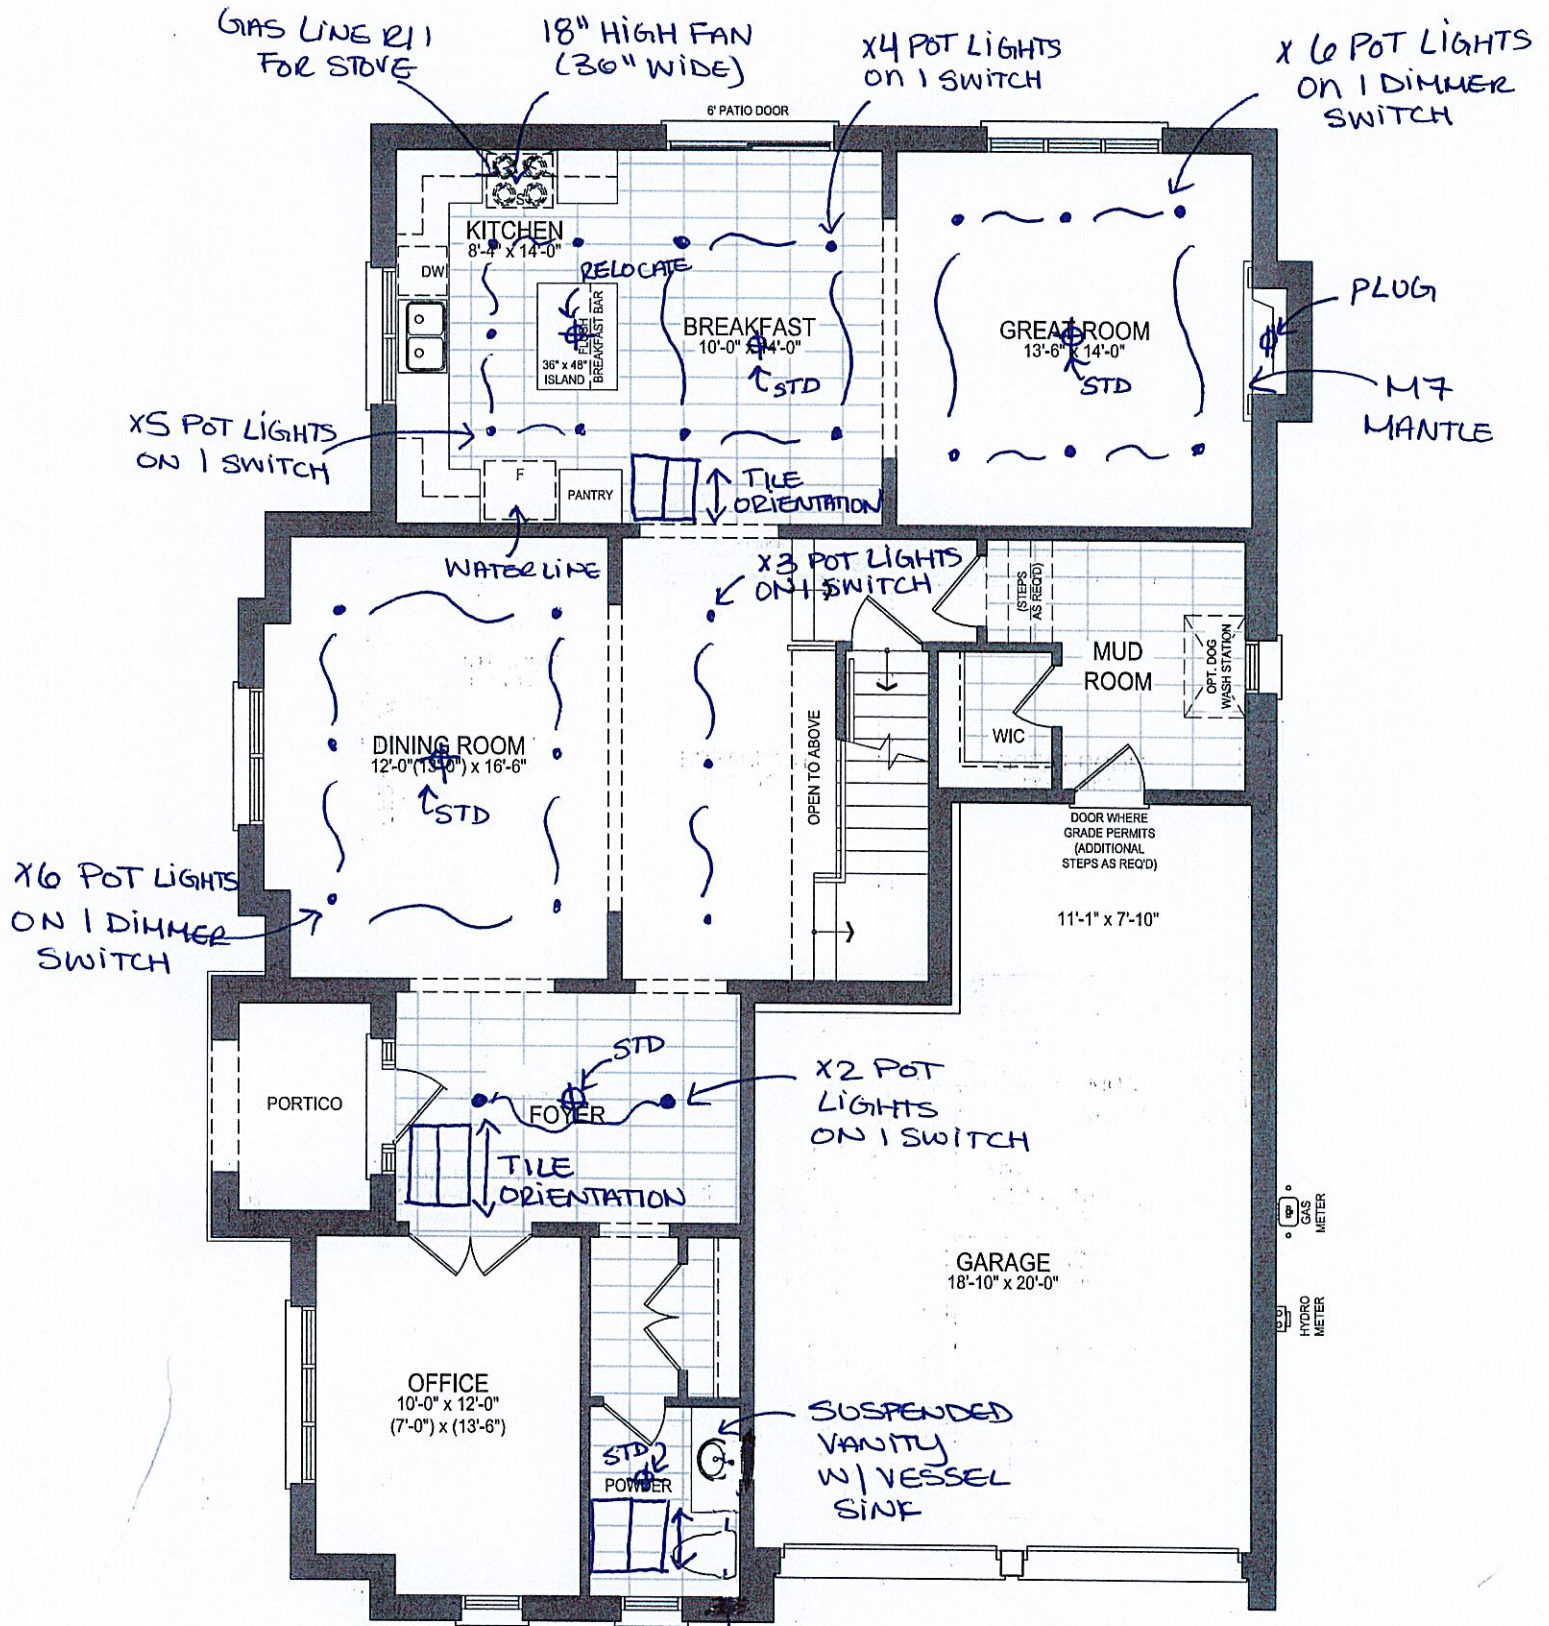 GAS LINE R/I
FOR STOVE
18" HIGH FAN
(36" WIDE)
X4 POT LIGHTS
ON 1 SWITCH
X 6 POT LIGHTS
ON 1 DIMMER
SWITCH
6' PATIO DOOR
S
KITCHEN
8'-4" x 14'-0"
DW
RELOCATE
FLUSH
BREAKFAST BAR
36" x 48"
ISLAND
BREAKFAST
10'-0" x 14'-0"
STD
GREAT ROOM
13'-6" x 14'-0"
STD
PLUG
M7
MANTLE
X5 POT LIGHTS
ON 1 SWITCH
F
PANTRY
TILE
ORIENTATION
WATERLINE
X3 POT LIGHTS
ON 1 SWITCH
(STEPS
AS REQ'D)
MUD
ROOM
OPT. DOG
WASH STATION
WIC
OPEN TO ABOVE
DINING ROOM
12'-0"(13'-0") x 16'-6"
STD
DOOR WHERE
GRADE PERMITS
(ADDITIONAL
STEPS AS REQ'D)
11'-1" x 7'-10"
X6 POT LIGHTS
ON 1 DIMMER
SWITCH
PORTICO
STD
FOYER
X2 POT
LIGHTS
ON 1 SWITCH
TILE
ORIENTATION
GAS
METER
GARAGE
18'-10" x 20'-0"
HYDRO
METER
OFFICE
10'-0" x 12'-0"
(7'-0") x (13'-6")
STD
POWDER
SUSPENDED
VANITY
W/ VESSEL
SINK